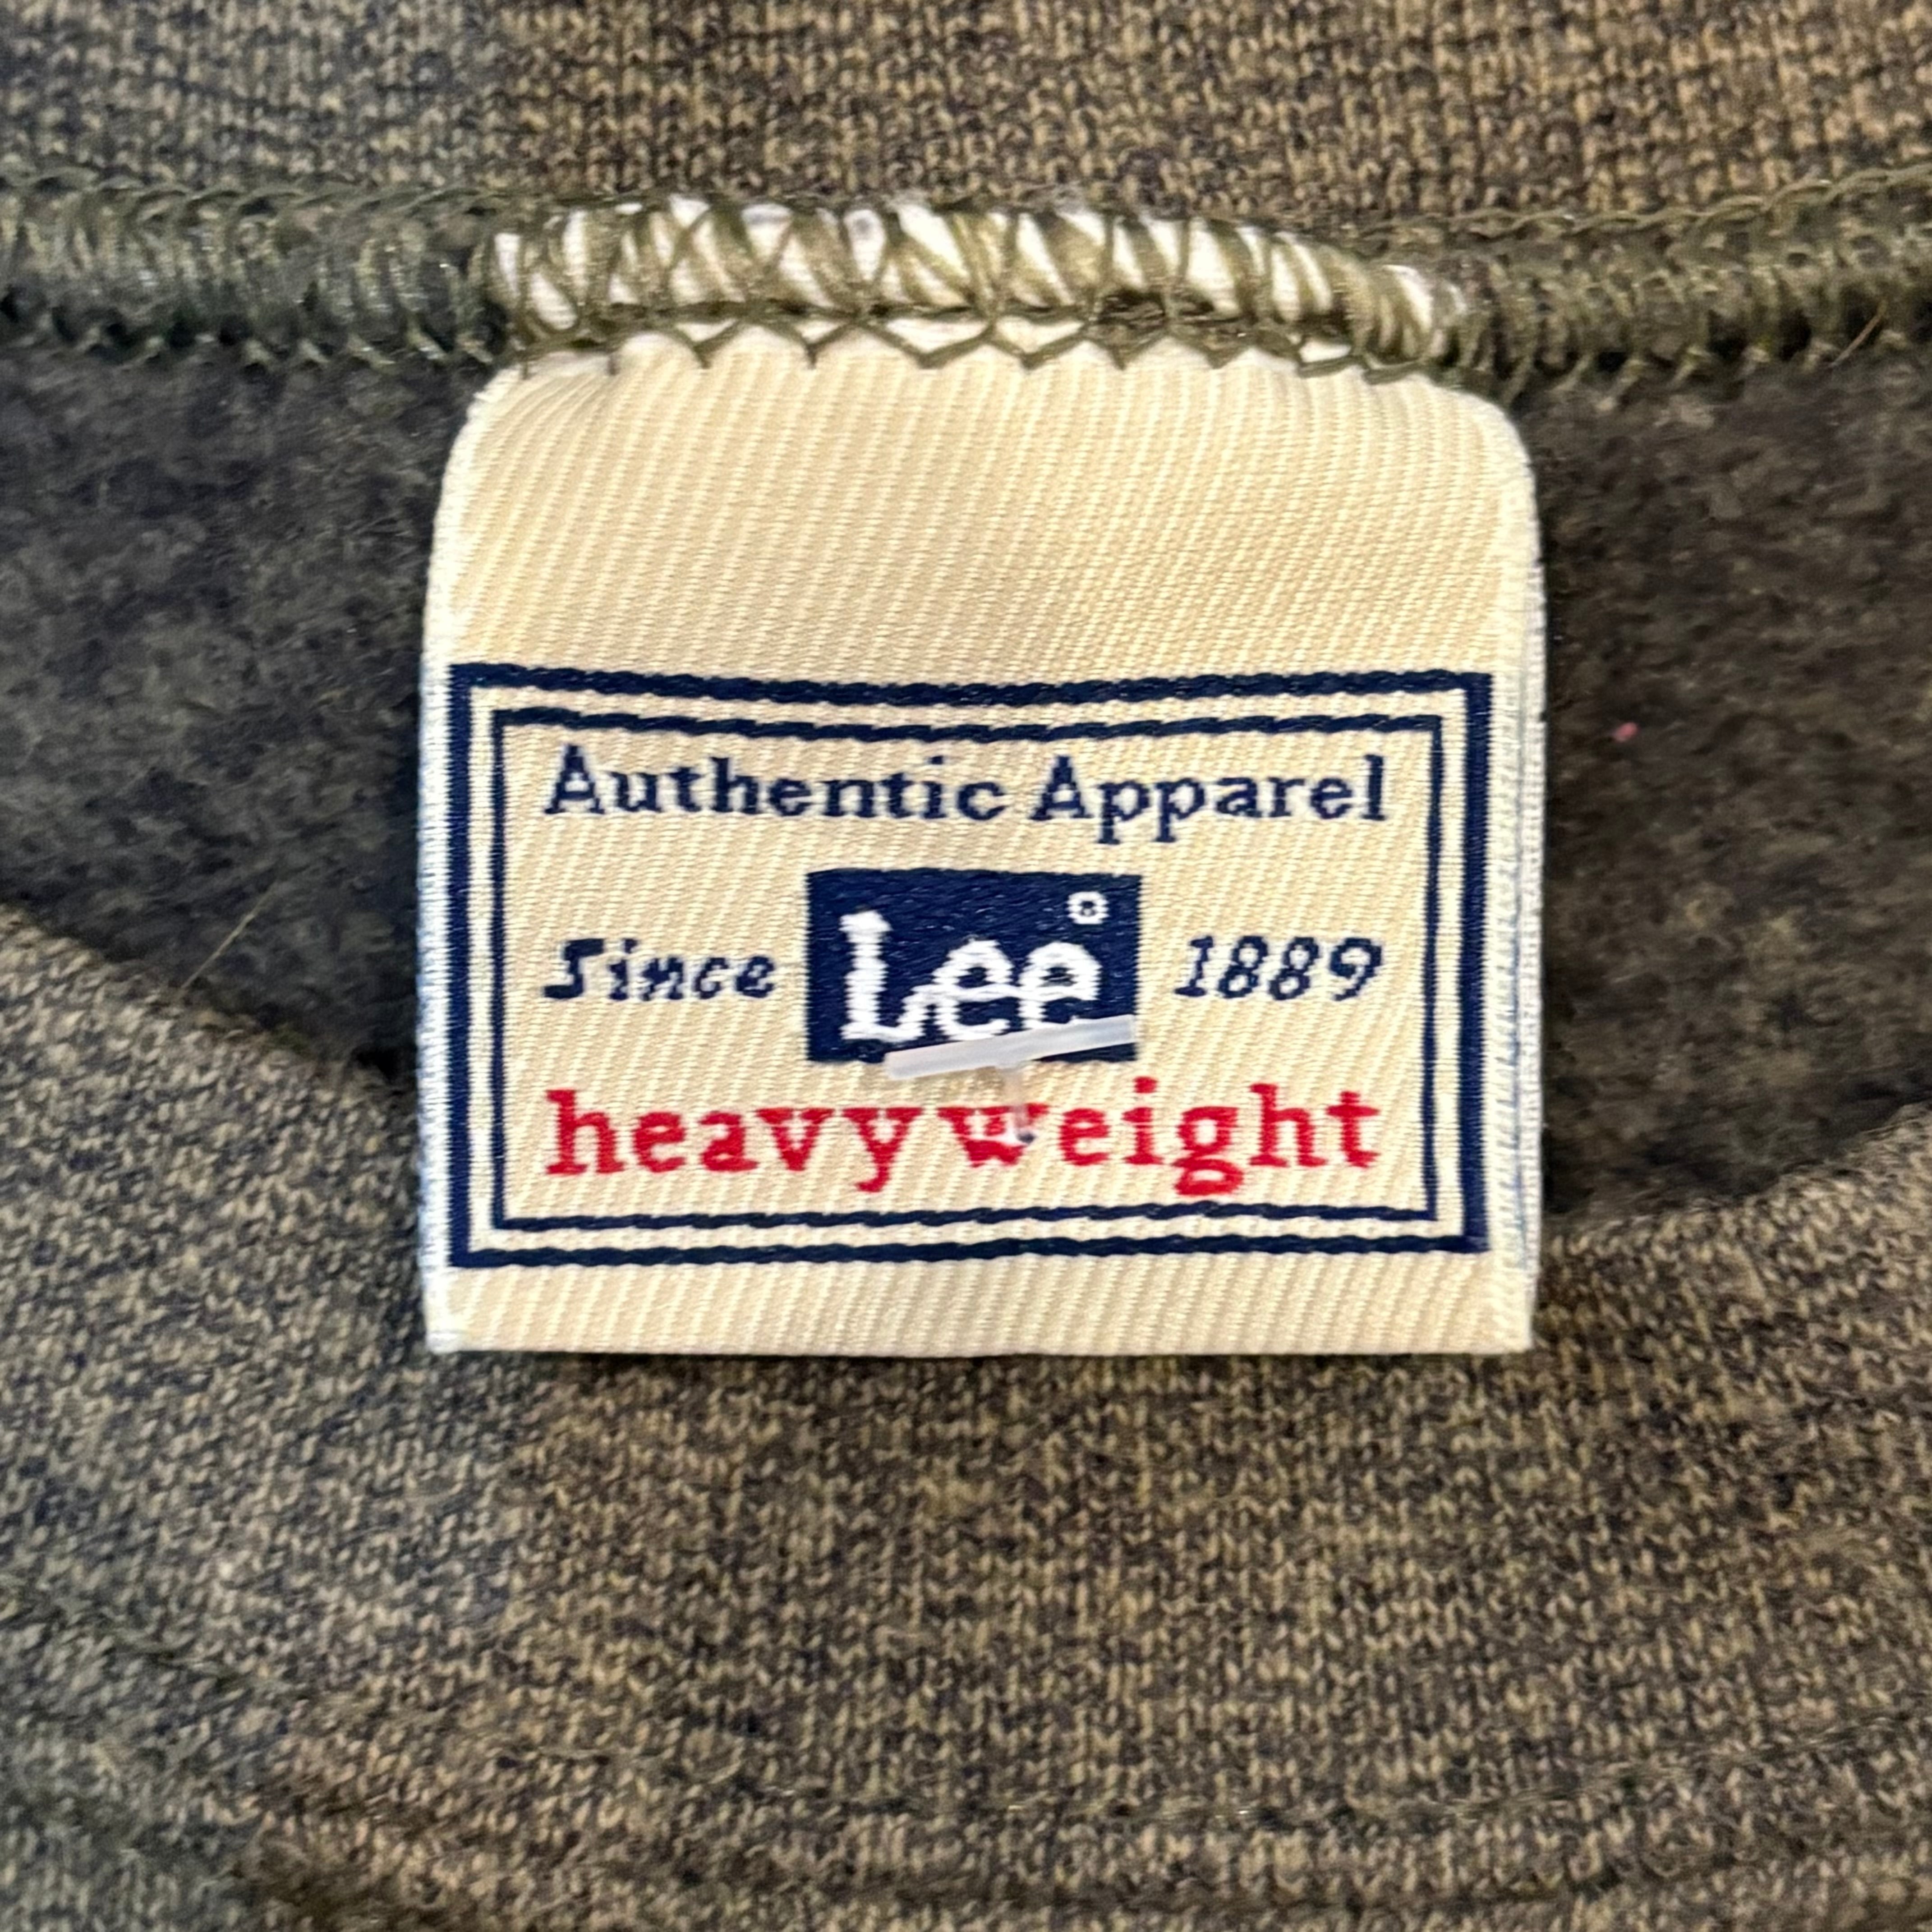 Authentic Apparel
Since Lee® 1889
heavyweight